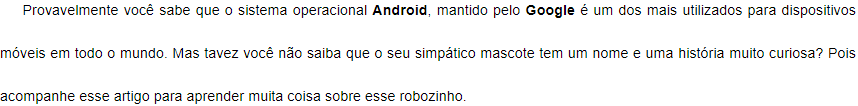 Provavelmente você sabe que o sistema operacional Android, mantido pelo Google é um dos mais utilizados para dispositivos
móveis em todo o mundo. Mas tavez você não saiba que o seu simpático mascote tem um nome e uma história muito curiosa? Pois
acompanhe esse artigo para aprender muita coisa sobre esse robozinho.